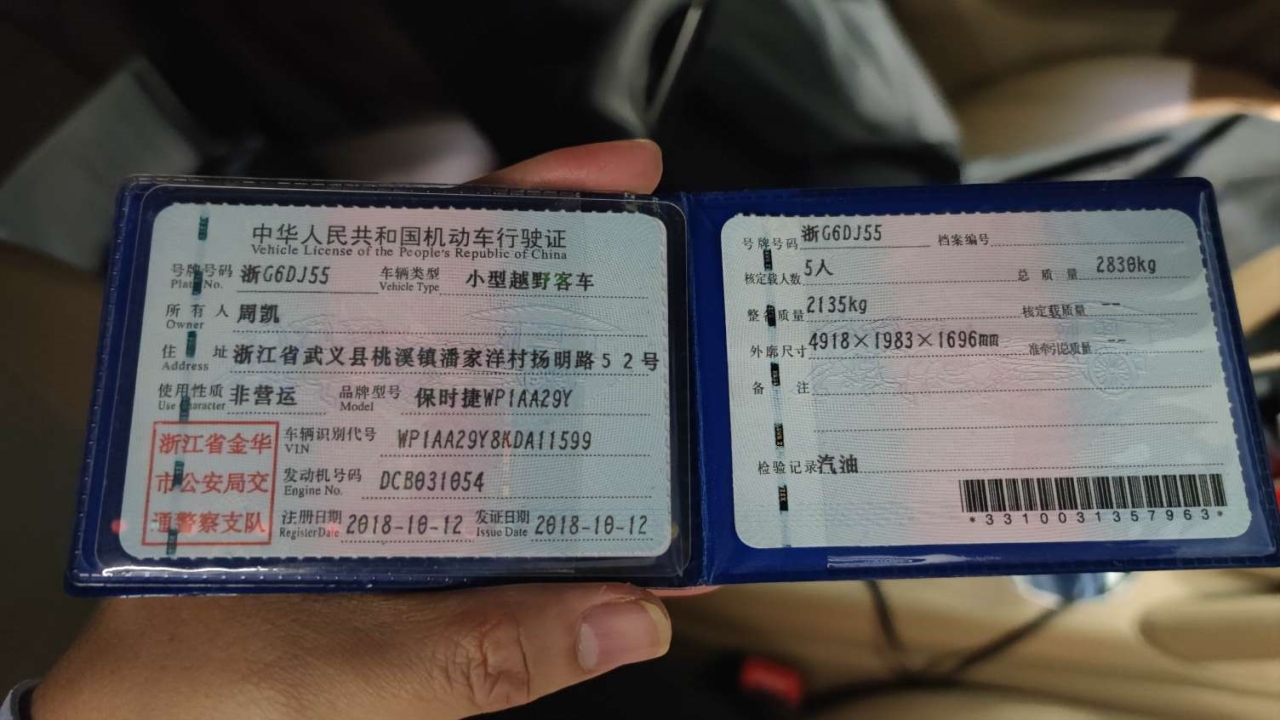 中华人民共和国机动车行驶证
Vehicle License of the People's Republic of China
号牌号码 浙G6DJ55 车辆类型 小型越野客车
Plate No. Vehicle Type
所有人 周凯
Owner
住址 浙江省武义县桃溪镇潘家洋村扬明路52号
Address
使用性质 非营运 品牌型号 保时捷WP1AA29Y
Use Character Model
浙江省金华
市公安局交
通警察支队
车辆识别代号 WP1AA29Y8KDA11599
VIN
发动机号码 DCB031054
Engine No.
注册日期 2018-10-12 发证日期 2018-10-12
Register Date Issue Date
号牌号码 浙G6DJ55 档案编号
核定载人数 5人 总质量 2830kg
整备质量 2135kg 核定载质量 --
外廓尺寸 4918×1983×1696mm 准牵引总质量 --
备注
检验记录 汽油
*3310031357963*